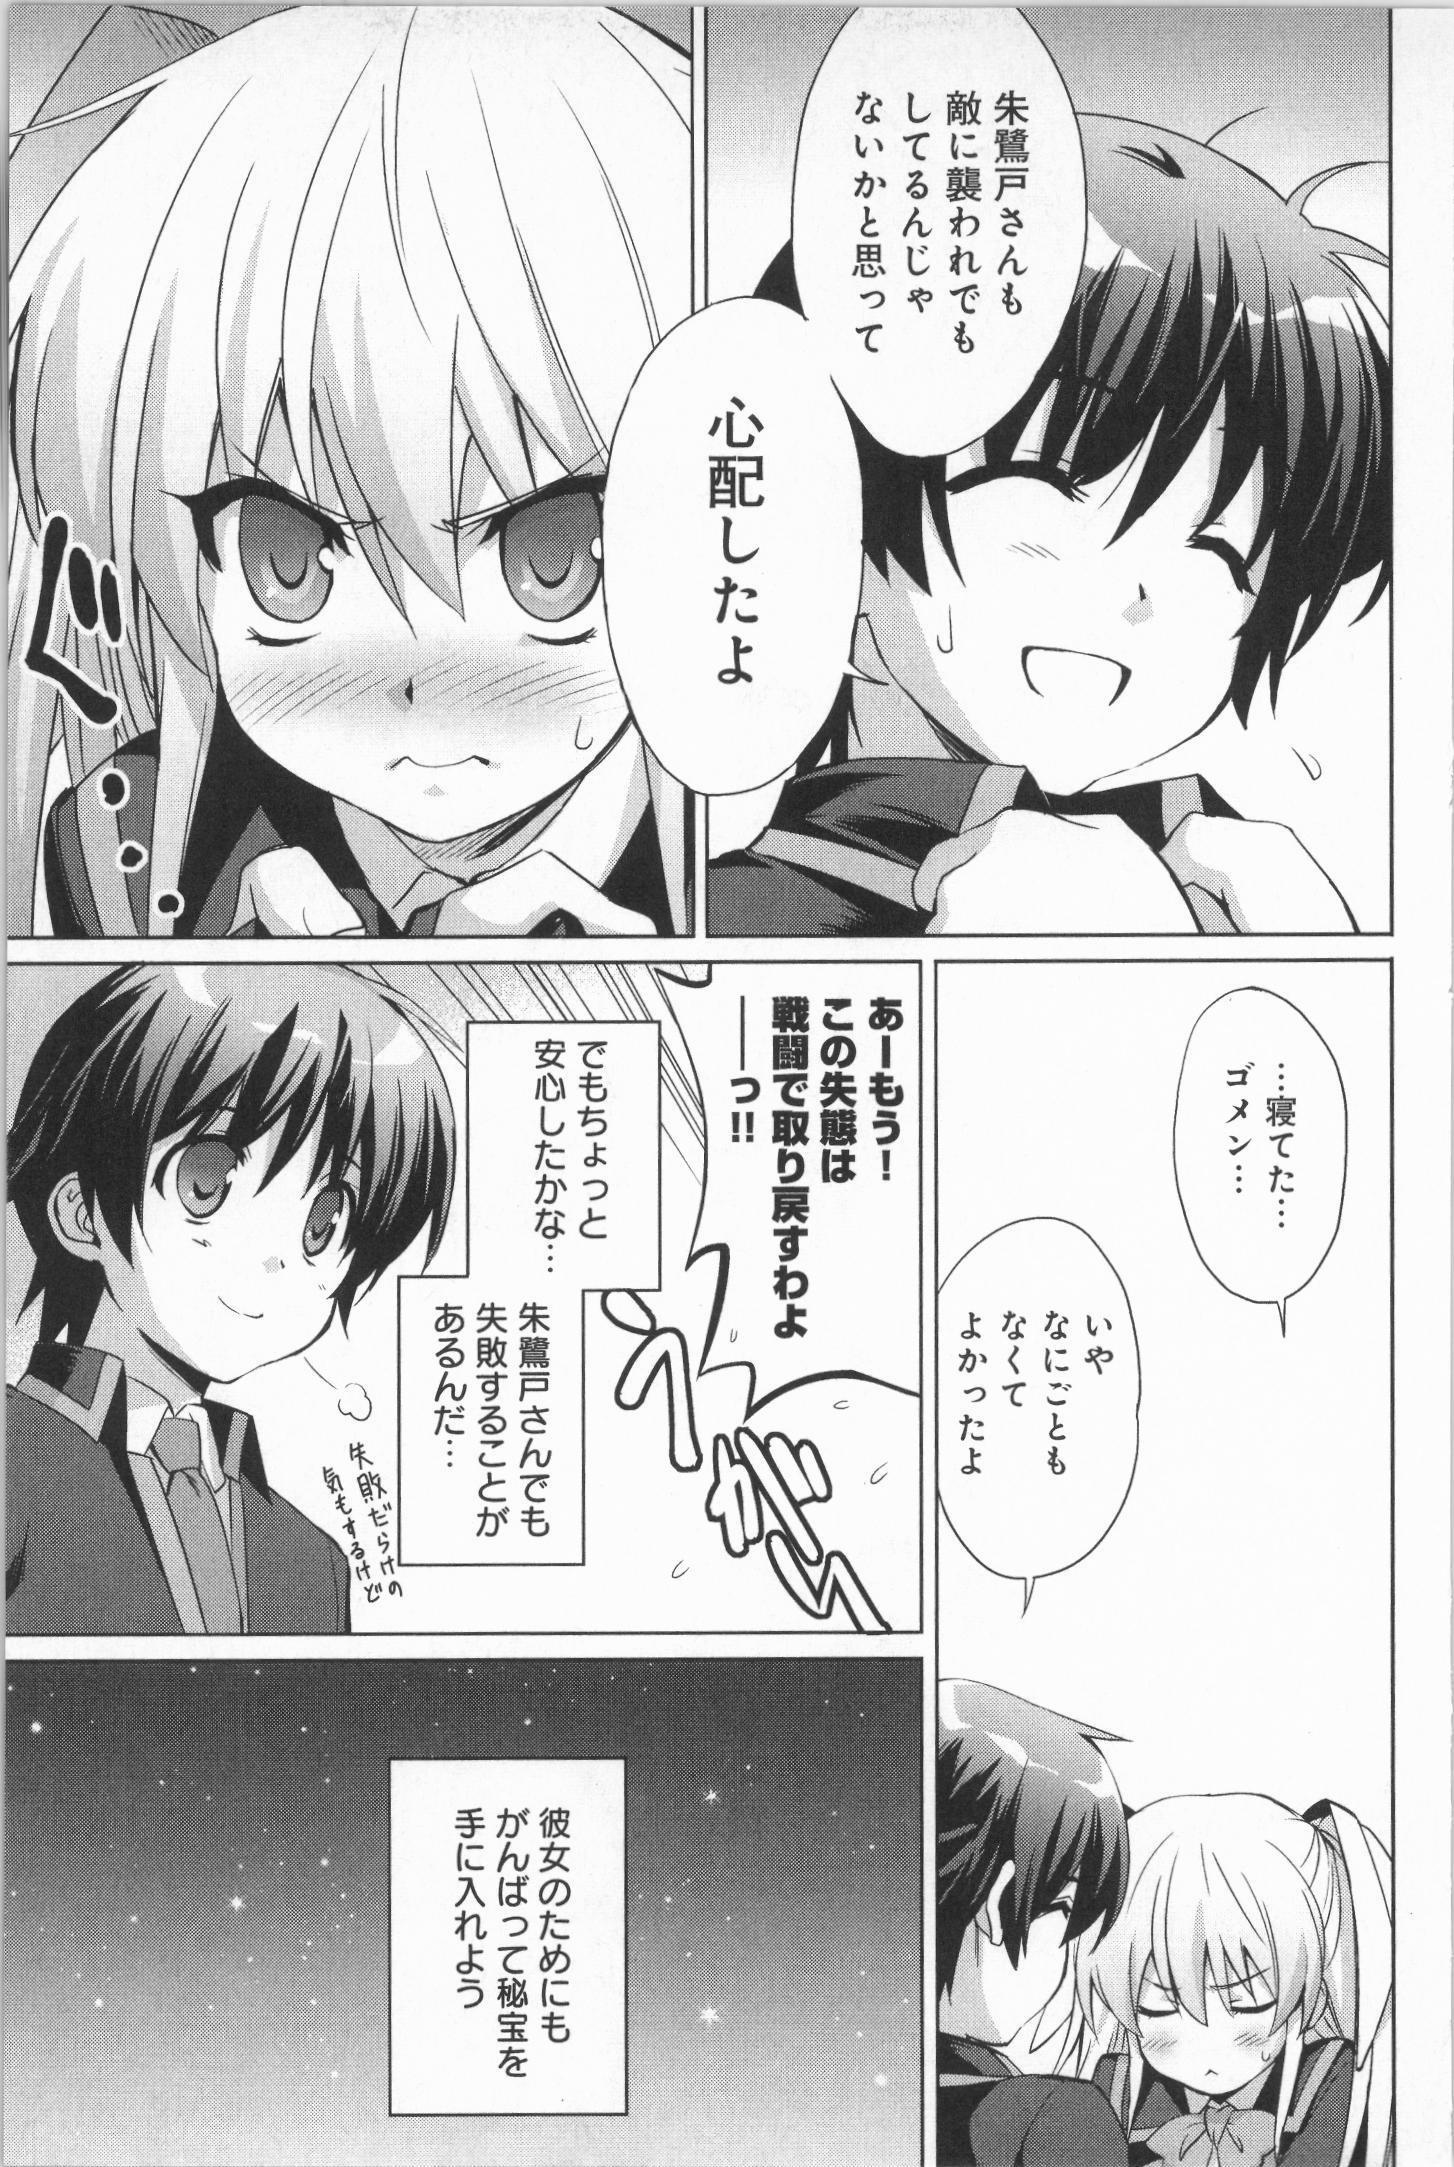 朱鷺戸さんも
敵に襲われでも
してるんじゃ
ないかと思って
心配したよ
…寝てた…
ゴメン…
いや
なにごとも
なくて
よかったよ
あーもう！
この失態は
戦闘で取り戻すわよ
――っ!!
でもちょっと
安心したかな…
朱鷺戸さんでも
失敗することが
あるんだ…
失敗だらけの
気もするけど
彼女のためにも
がんばって秘宝を
手に入れよう